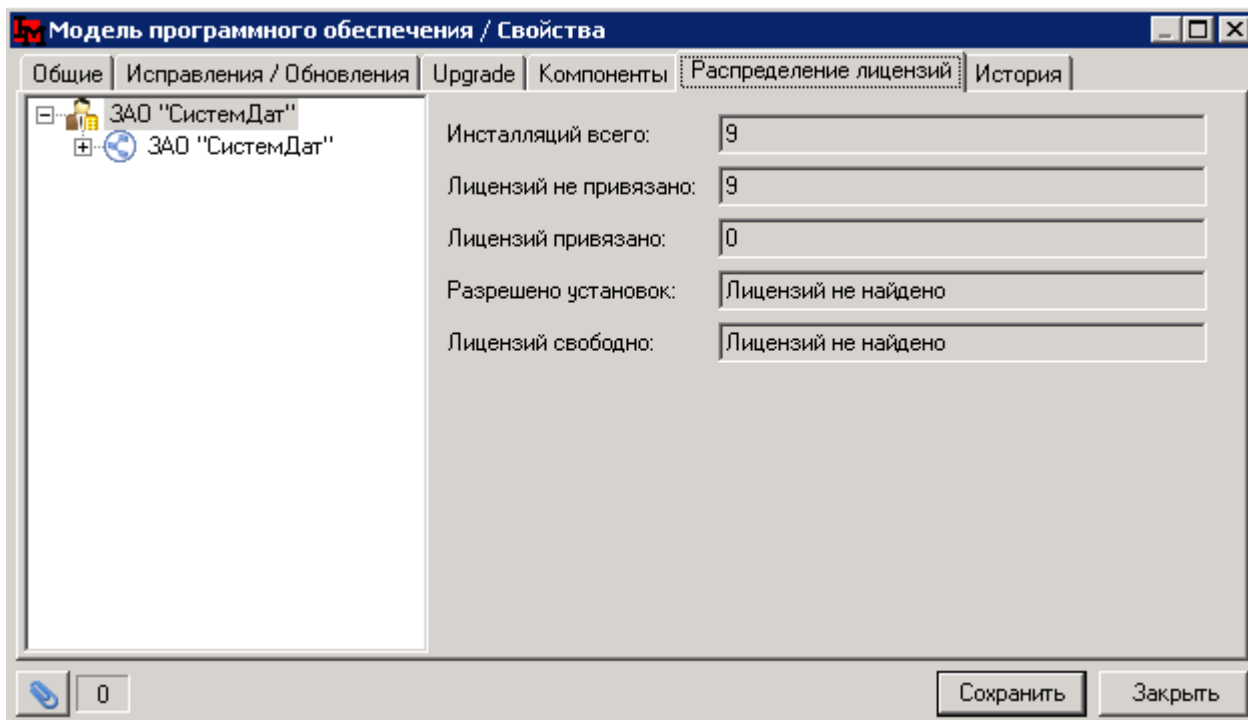 Модель программного обеспечения / Свойства
Общие Исправления / Обновления Upgrade Компоненты Распределение лицензий История
ЗАО "СистемДат"
ЗАО "СистемДат"
Инсталляций всего: 9
Лицензий не привязано: 9
Лицензий привязано: 0
Разрешено установок: Лицензий не найдено
Лицензий свободно: Лицензий не найдено
0 Сохранить Закрыть